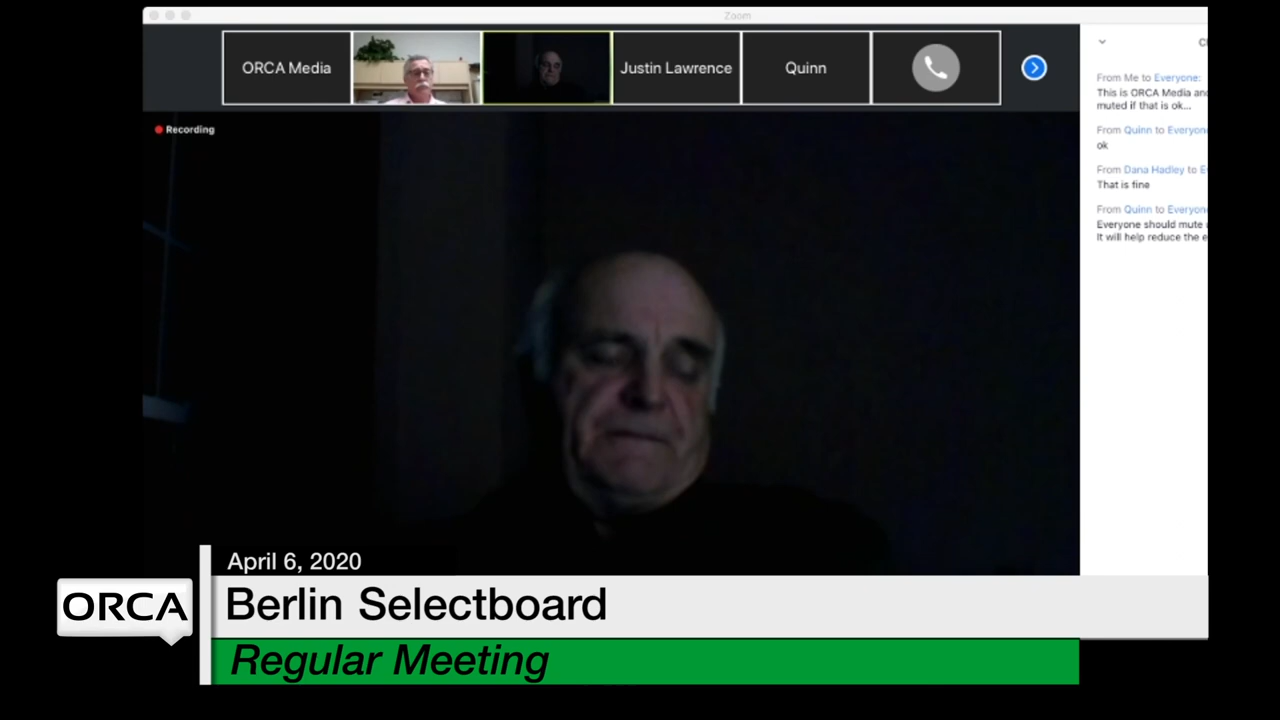 Zoom
ORCA Media
Justin Lawrence
Quinn
Recording
From Me to Everyone:
This is ORCA Media and
muted if that is ok...
From Quinn to Everyon
ok
From Dana Hadley to E
That is fine
From Quinn to Everyon
Everyone should mute
It will help reduce the e
April 6, 2020
ORCA
Berlin Selectboard
Regular Meeting